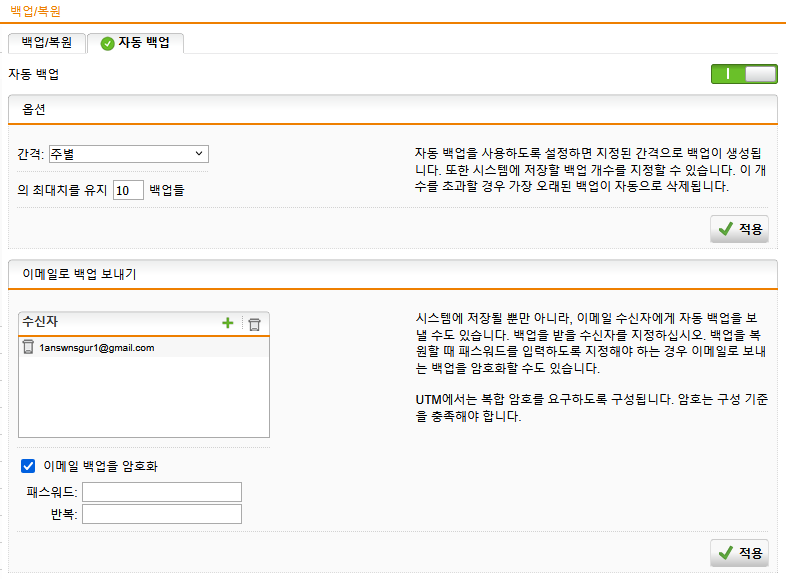 백업/복원
백업/복원
자동 백업
자동 백업
옵션
간격: 주별
의 최대치를 유지 10 백업들
자동 백업을 사용하도록 설정하면 지정된 간격으로 백업이 생성됩
니다. 또한 시스템에 저장할 백업 개수를 지정할 수 있습니다. 이 개
수를 초과할 경우 가장 오래된 백업이 자동으로 삭제됩니다.
적용
이메일로 백업 보내기
수신자
1answnsgur1@gmail.com
시스템에 저장될 뿐만 아니라, 이메일 수신자에게 자동 백업을 보
낼 수도 있습니다. 백업을 받을 수신자를 지정하십시오. 백업을 복
원할 때 패스워드를 입력하도록 지정해야 하는 경우 이메일로 보내
는 백업을 암호화할 수도 있습니다.
UTM에서는 복합 암호를 요구하도록 구성됩니다. 암호는 구성 기준
을 충족해야 합니다.
이메일 백업을 암호화
패스워드:
반복:
적용